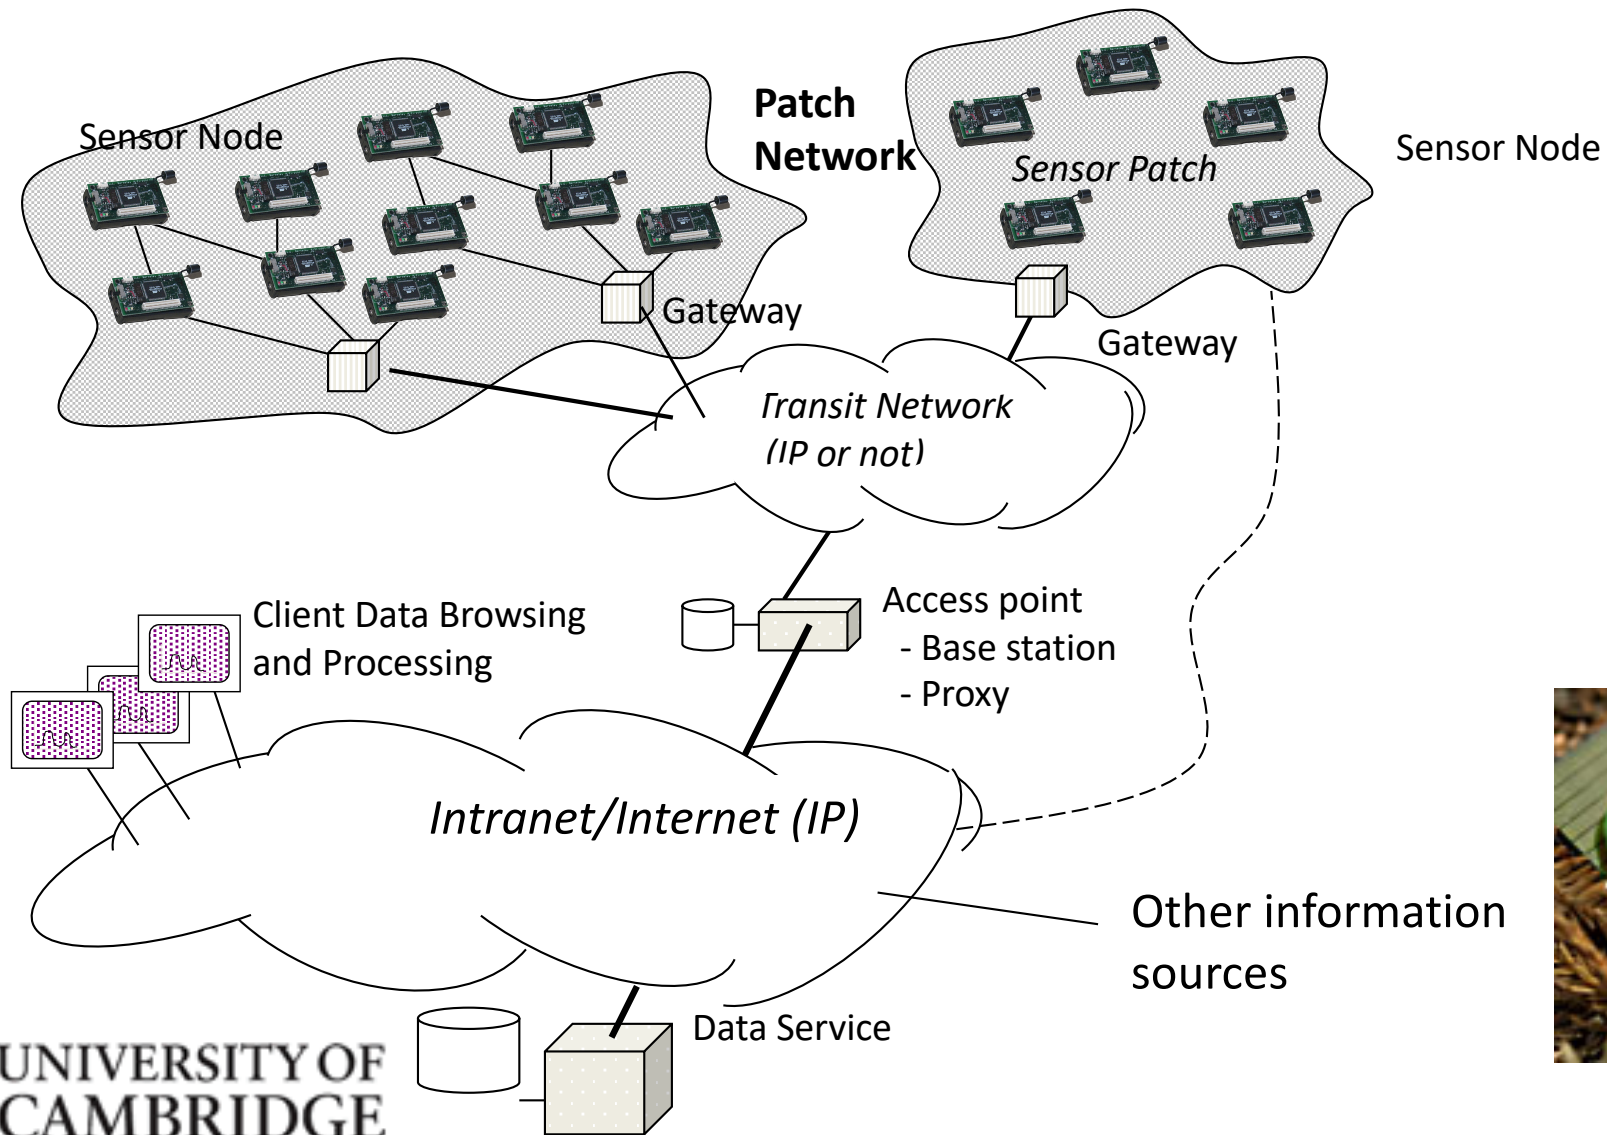 Patch
Network
Sensor Node
Sensor Patch
Sensor Node
Gateway
Gateway
Transit Network
(IP or not)
Access point
- Base station
- Proxy
Client Data Browsing
and Processing
Intranet/Internet (IP)
Other information
sources
Data Service
UNIVERSITY OF
CAMBRIDGE